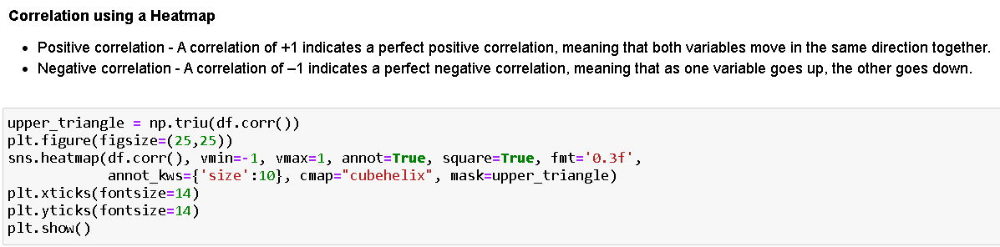 Correlation using a Heatmap
• Positive correlation - A correlation of +1 indicates a perfect positive correlation, meaning that both variables move in the same direction together.
• Negative correlation - A correlation of –1 indicates a perfect negative correlation, meaning that as one variable goes up, the other goes down.
upper_triangle = np.triu(df.corr())
plt.figure(figsize=(25,25))
sns.heatmap(df.corr(), vmin=-1, vmax=1, annot=True, square=True, fmt='0.3f',
            annot_kws={'size':10}, cmap="cubehelix", mask=upper_triangle)
plt.xticks(fontsize=14)
plt.yticks(fontsize=14)
plt.show()